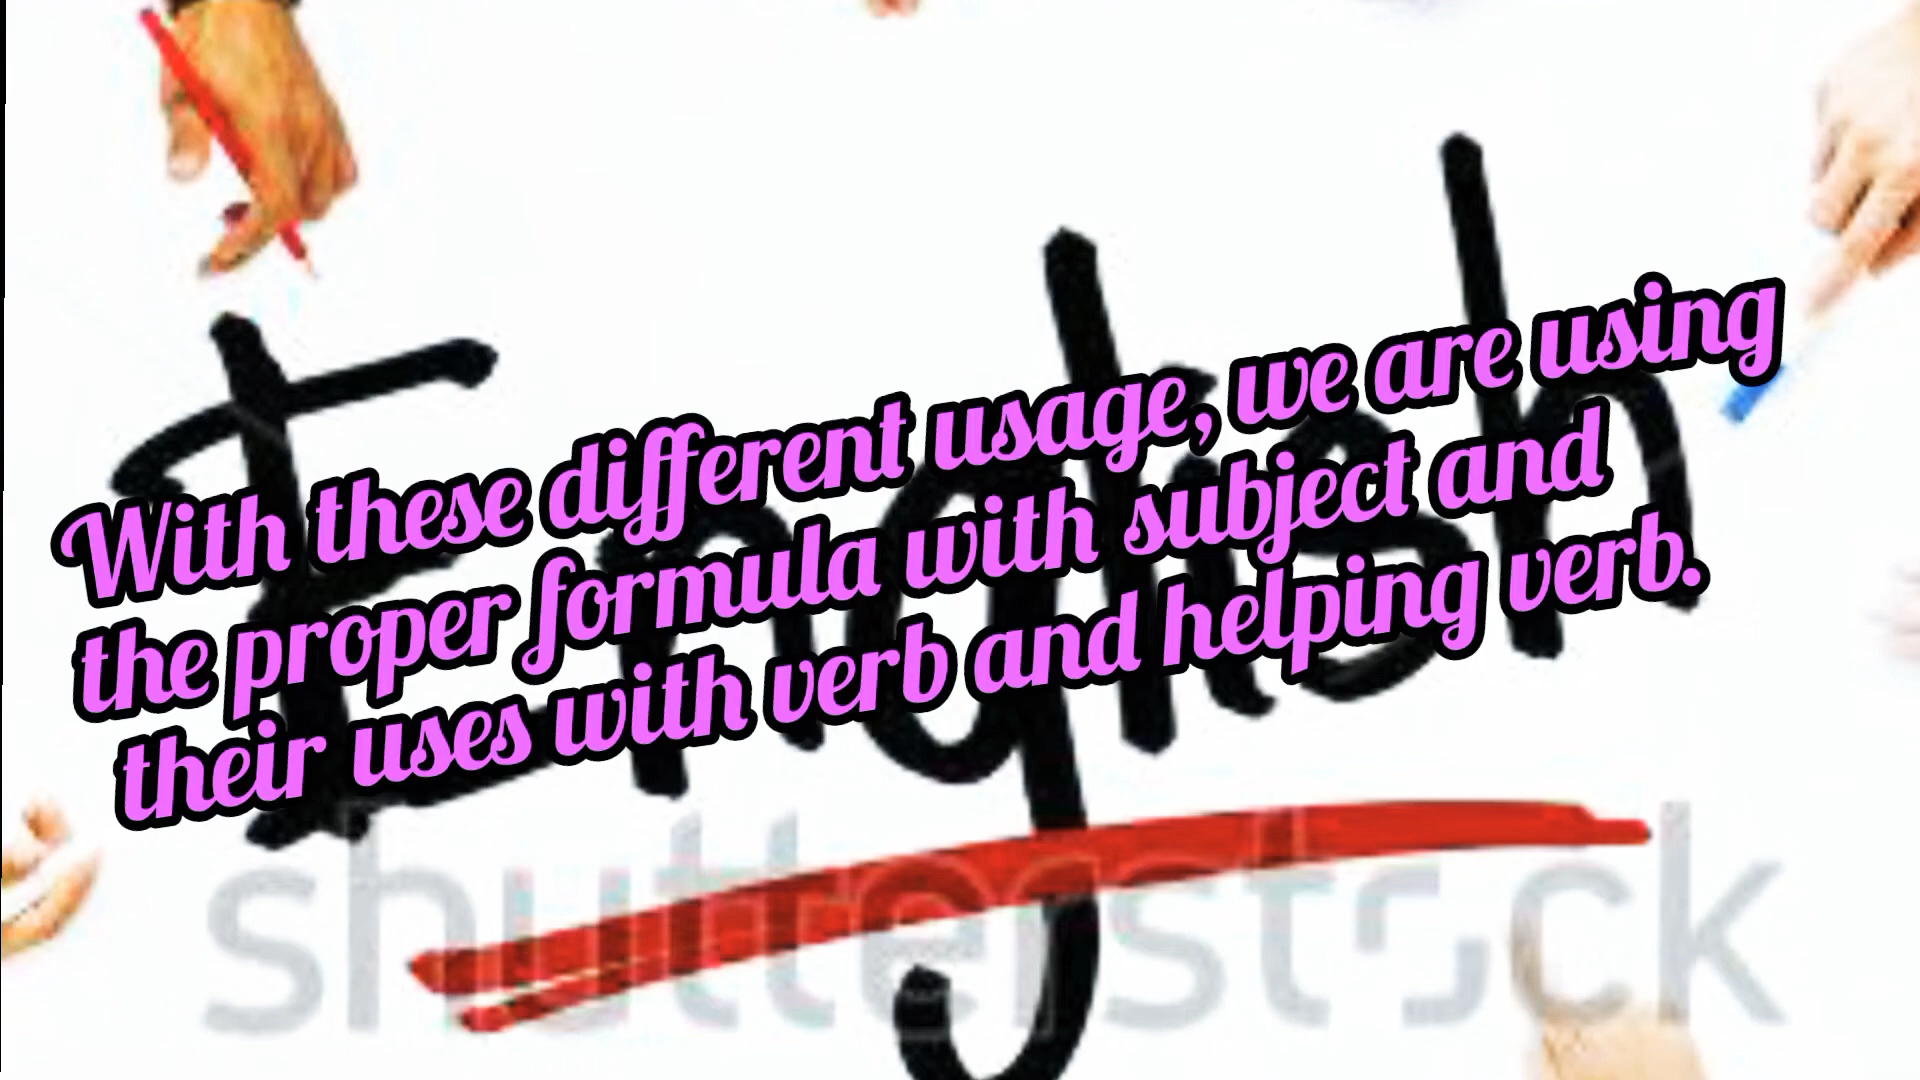 With these different usage, we are using
the proper formula with subject and
their uses with verb and helping verb.
English
shutterstock